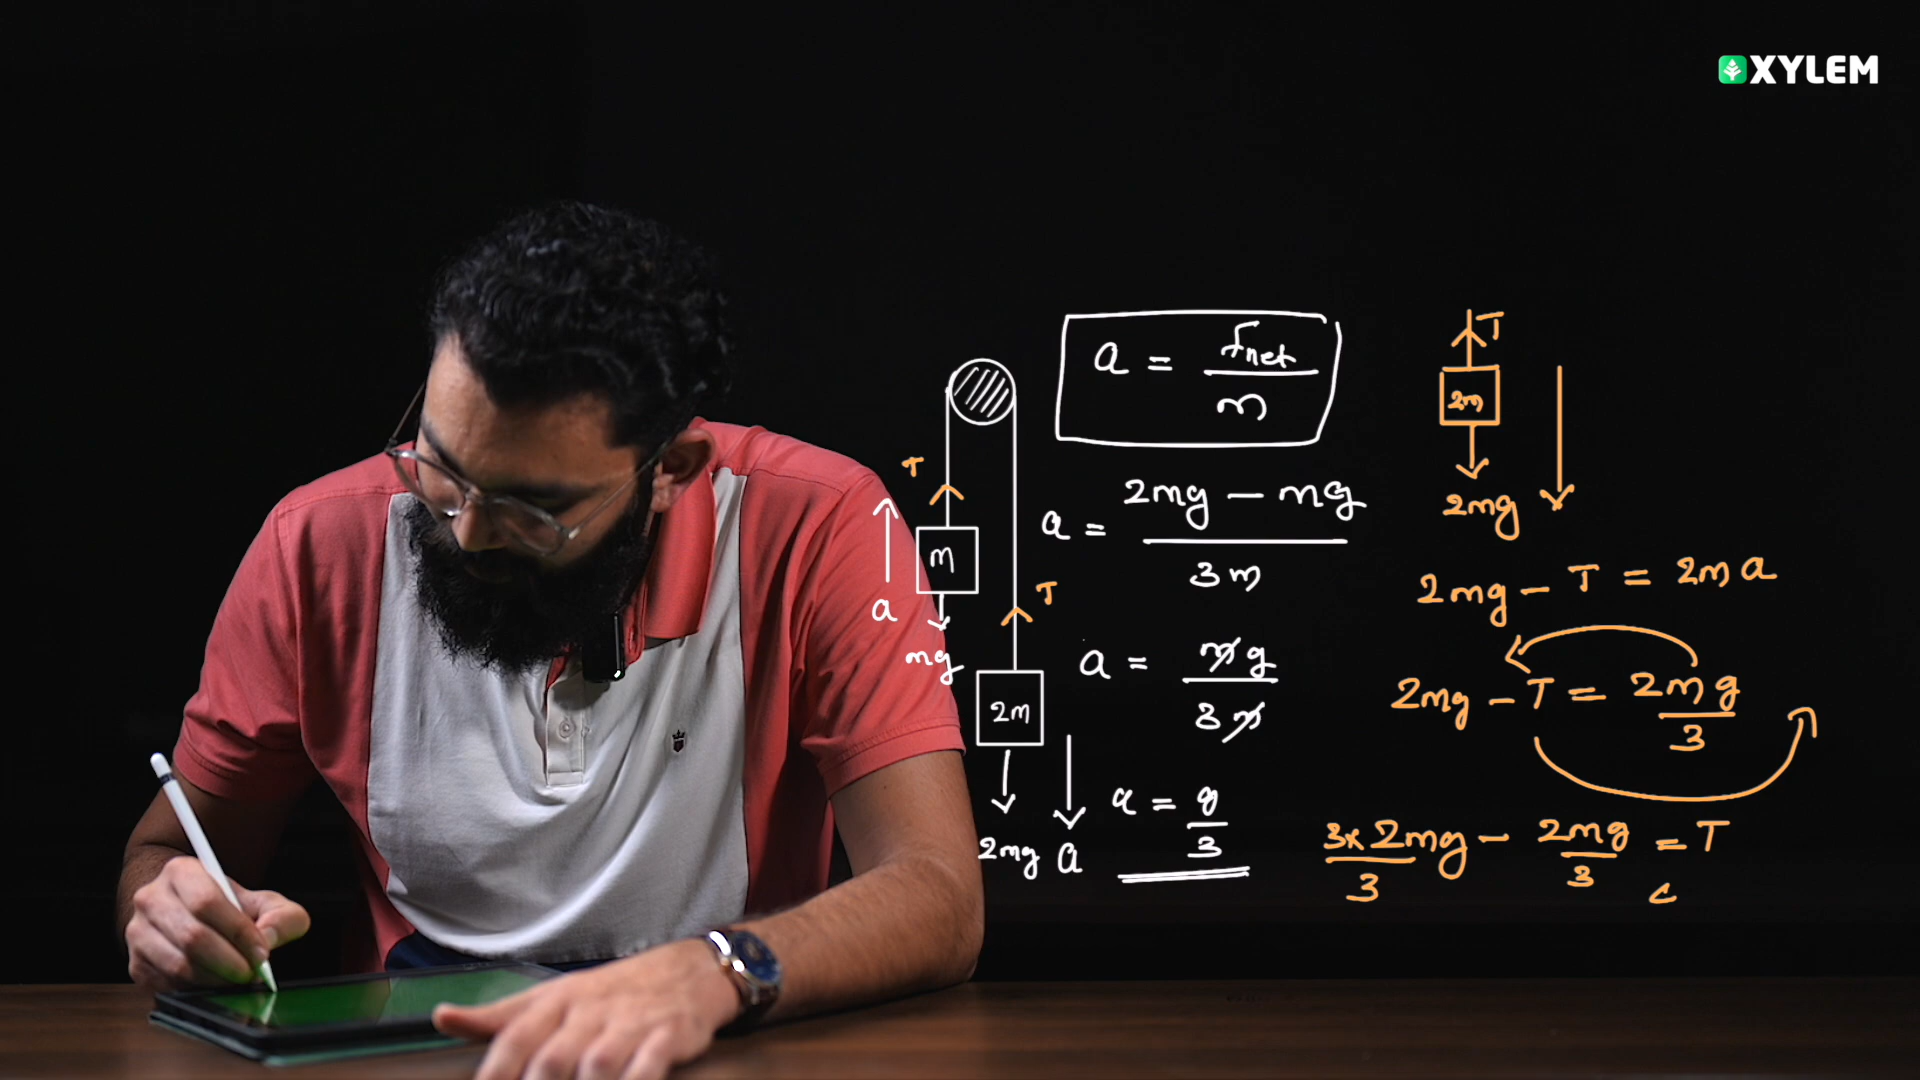 XYLEM
a = Fnet / m
T
m
a
mg
T
2m
2mg
a
a = 2mg – mg / 3m
a = mg / 3m
a = g / 3
T
2m
2mg
2mg – T = 2ma
2mg – T = 2mg / 3
3x2mg / 3 – 2mg / 3 = T